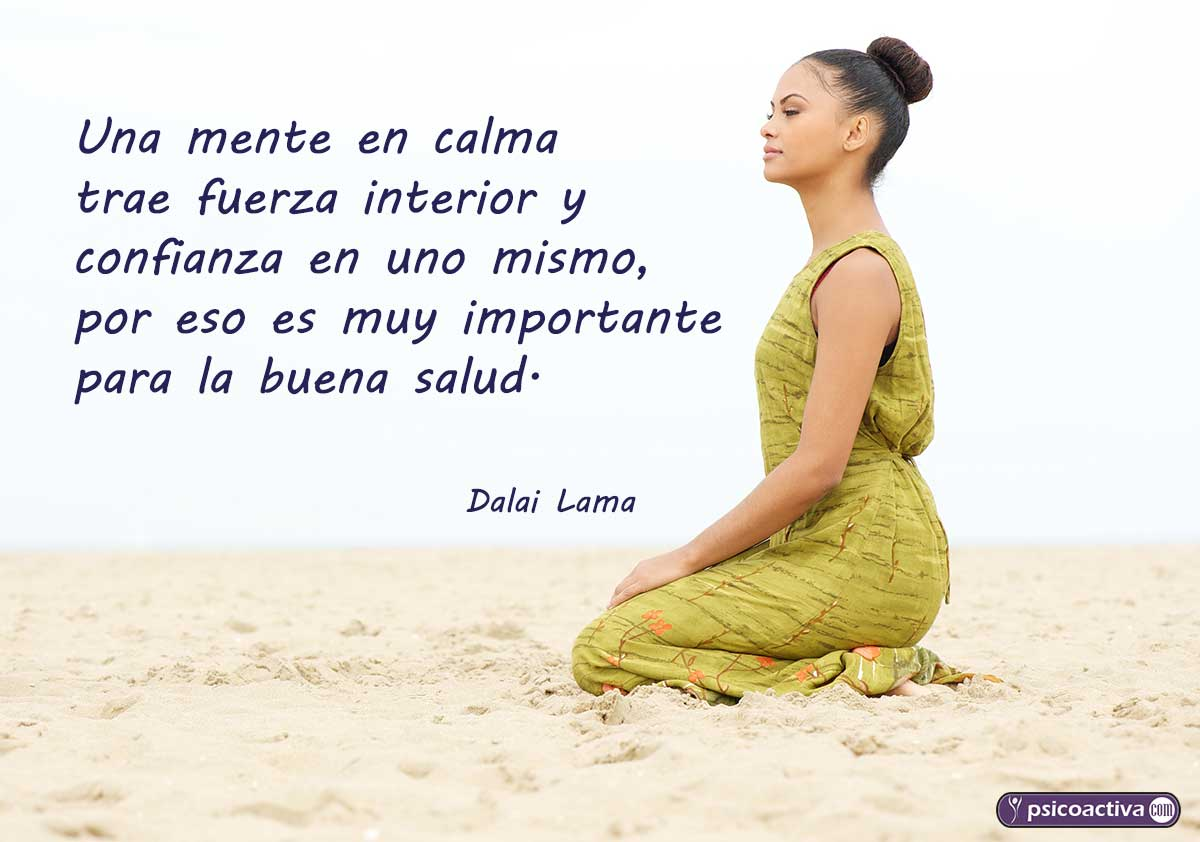 Una mente en calma
trae fuerza interior y
confianza en uno mismo,
por eso es muy importante
para la buena salud.
Dalai Lama
psicoactiva.com